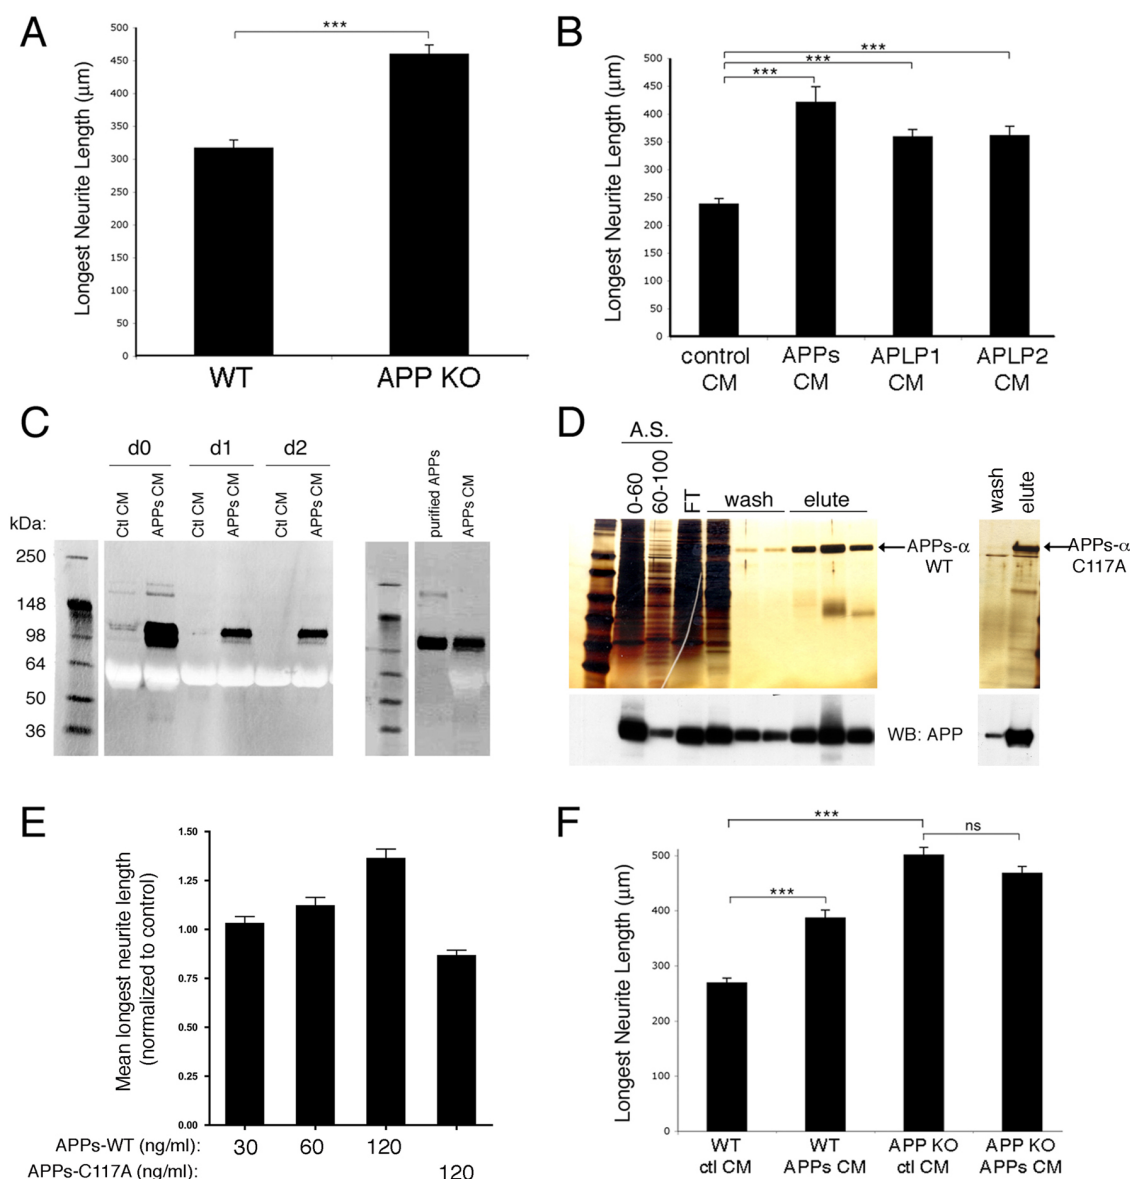 A
Longest Neurite Length (μm)
500
450
400
350
300
250
200
150
100
50
0
***
WT
APP KO
B
Longest Neurite Length (μm)
500
450
400
350
300
250
200
150
100
50
0
***
***
***
control
CM
APPs
CM
APLP1
CM
APLP2
CM
C
d0
d1
d2
Ctl CM
APPs CM
Ctl CM
APPs CM
Ctl CM
APPs CM
purified APPs
APPs CM
kDa:
250
148
98
64
50
36
D
A.S.
0-60
60-100
FT
wash
elute
wash
elute
APPs-α
WT
APPs-α
C117A
WB: APP
E
Mean longest neurite length
(normalized to control)
1.50
1.25
1.00
0.75
0.50
0.25
0.00
APPs-WT (ng/ml): 30 60 120
APPs-C117A (ng/ml): 120
F
Longest Neurite Length (μm)
500
400
300
200
100
0
***
***
ns
WT
ctl CM
WT
APPs CM
APP KO
ctl CM
APP KO
APPs CM